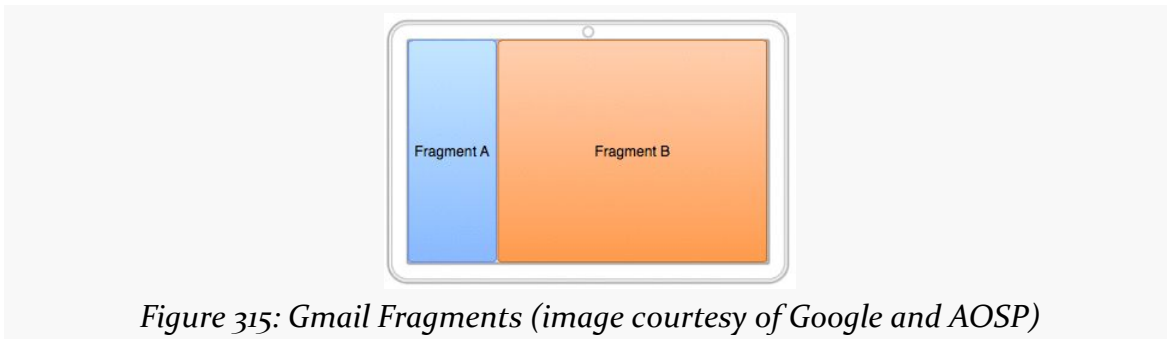 Fragment A
Fragment B
Figure 315: Gmail Fragments (image courtesy of Google and AOSP)